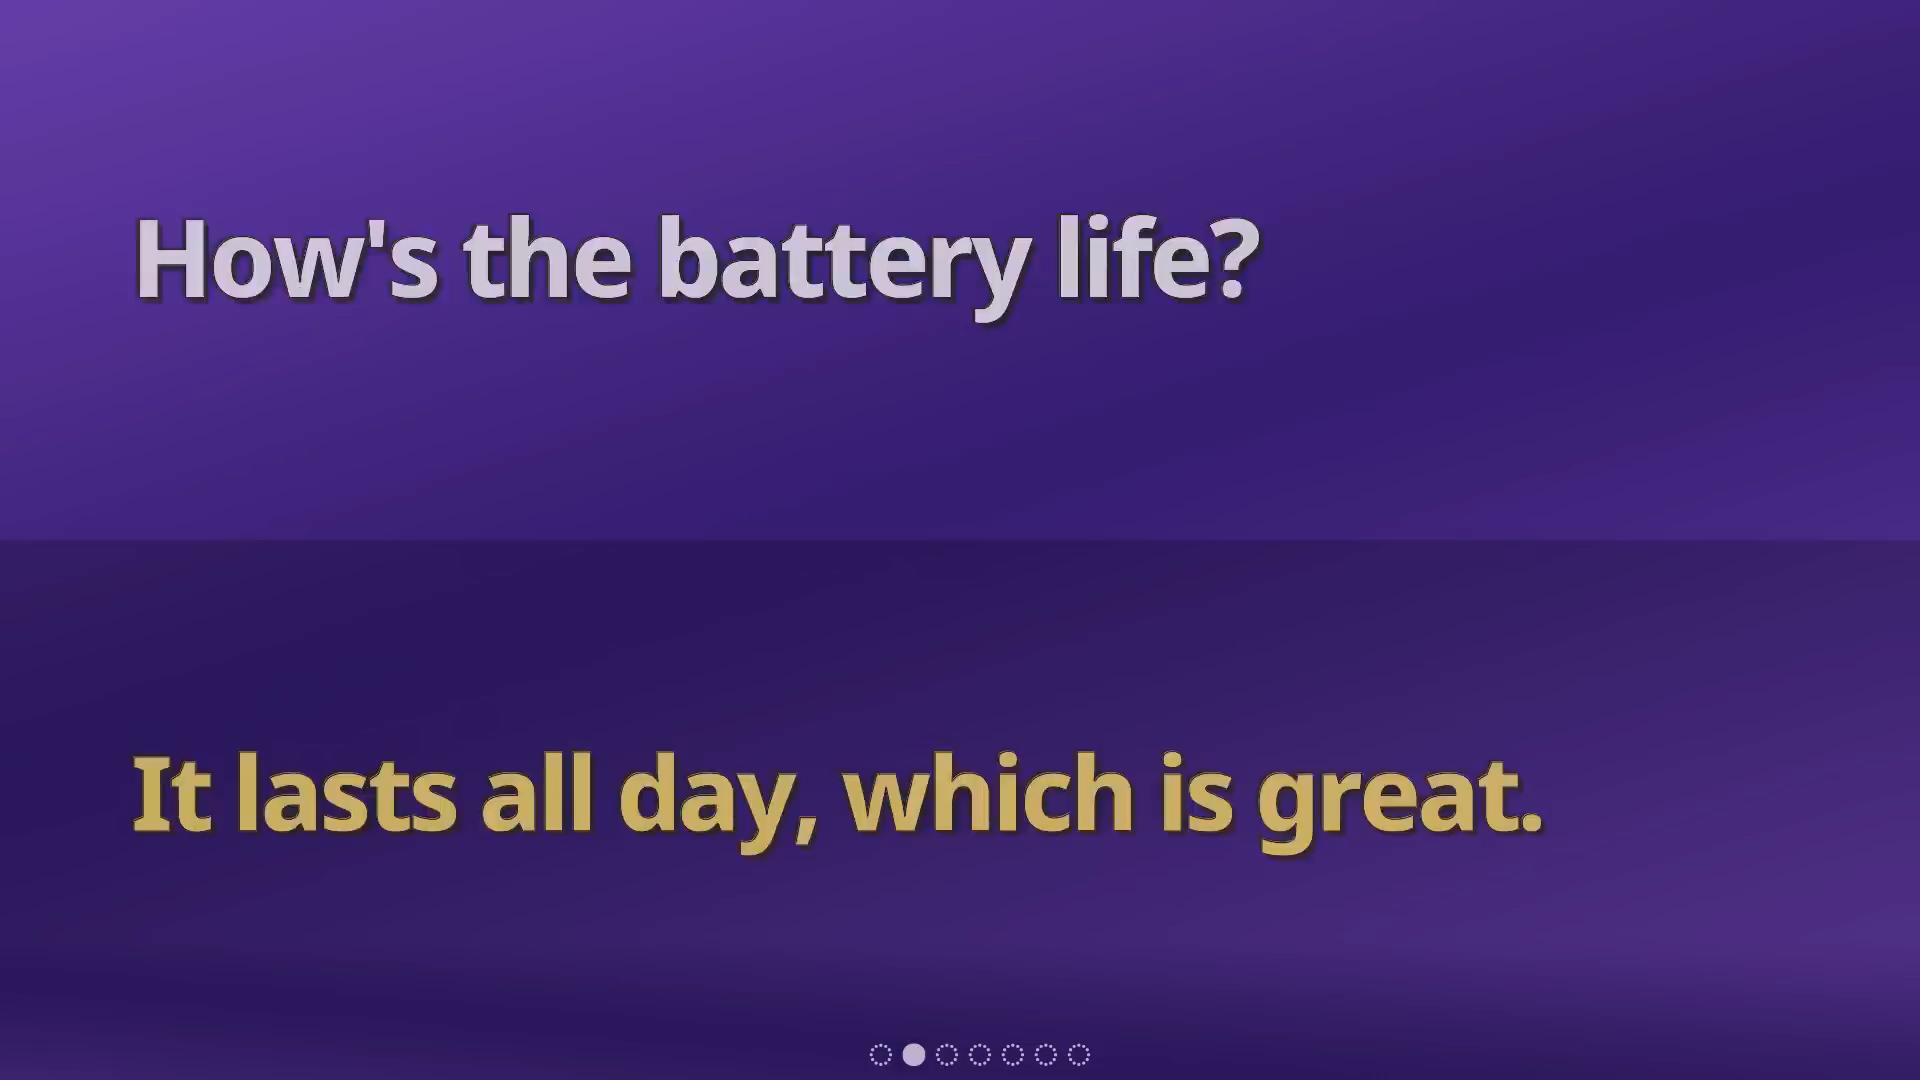 How's the battery life?
It lasts all day, which is great.